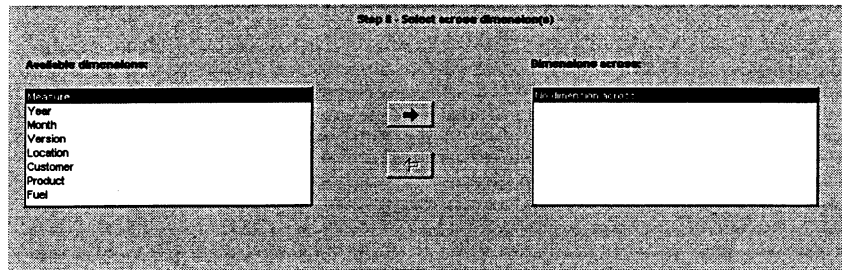 Step 8 - Select across dimension(s)
Available dimensions:
Dimensions across:
Measure
Year
Month
Version
Location
Customer
Product
Fuel
No dimension across